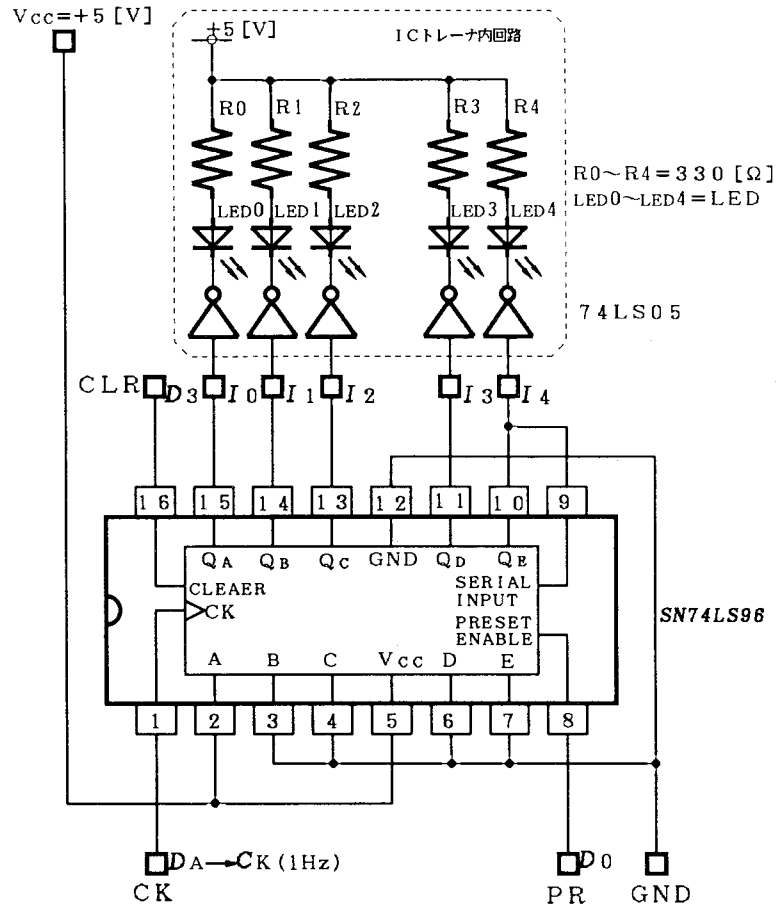 Vcc=+5[V]
+5[V]
ICトレーナ内回路
R0 R1 R2 R3 R4
R0～R4=330[Ω]
LED0～LED4=LED
LED0 LED1 LED2 LED3 LED4
74LS05
CLR D3 I0 I1 I2 I3 I4
16 15 14 13 12 11 10 9
QA QB QC GND QD QE
CLEAER
SERIAL
INPUT
CK
PRESET
ENABLE
SN74LS96
A B C Vcc D E
1 2 3 4 5 6 7 8
DA→CK(1Hz)
D0
CK
PR
GND